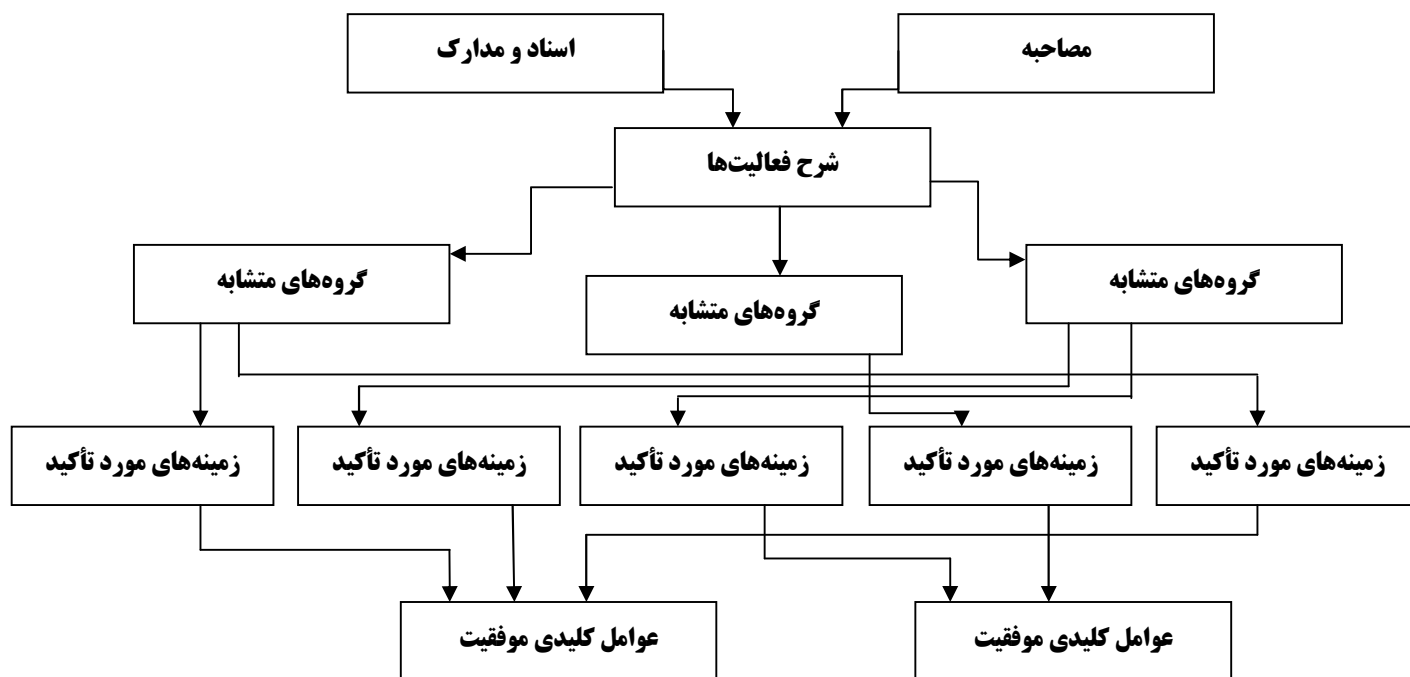 مصاحبه
اسناد و مدارک
شرح فعالیت‌ها
گروه‌های متشابه
گروه‌های متشابه
گروه‌های متشابه
زمینه‌های مورد تأکید
زمینه‌های مورد تأکید
زمینه‌های مورد تأکید
زمینه‌های مورد تأکید
زمینه‌های مورد تأکید
عوامل کلیدی موفقیت
عوامل کلیدی موفقیت